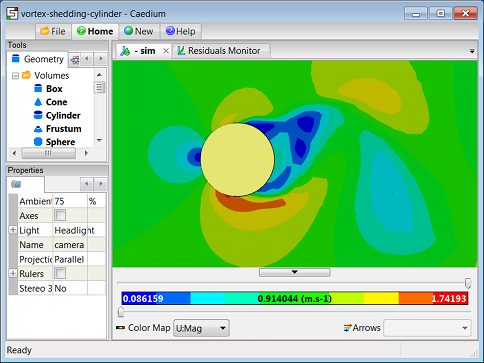 vortex-shedding-cylinder - Caedium
File Home New Help
Tools
Geometry
Volumes
Box
Cone
Cylinder
Frustum
Sphere
Properties
Ambien 75 %
Axes
Light Headlight
Name camera
Projectio Parallel
Rulers
Stereo 3 No
- sim Residuals Monitor
0.086159 0.914044 (m.s-1) 1.74193
Color Map U:Mag Arrows
Ready